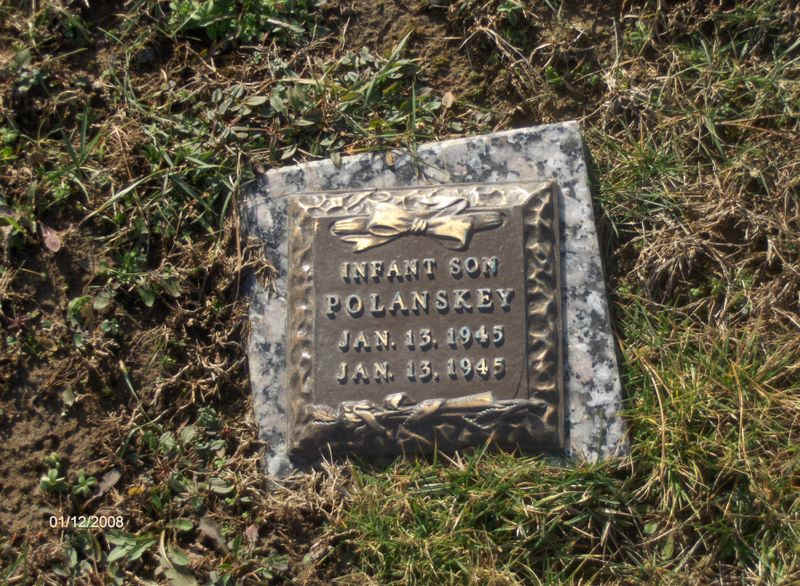 INFANT SON
POLANSKEY
JAN. 13, 1945
JAN. 13, 1945
01/12/2008